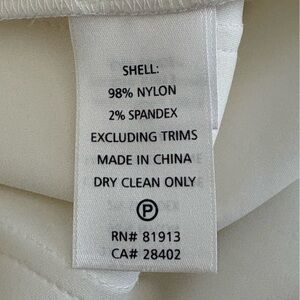 SHELL:
98% NYLON
2% SPANDEX
EXCLUDING TRIMS
MADE IN CHINA
DRY CLEAN ONLY
P
RN# 81913
CA# 28402